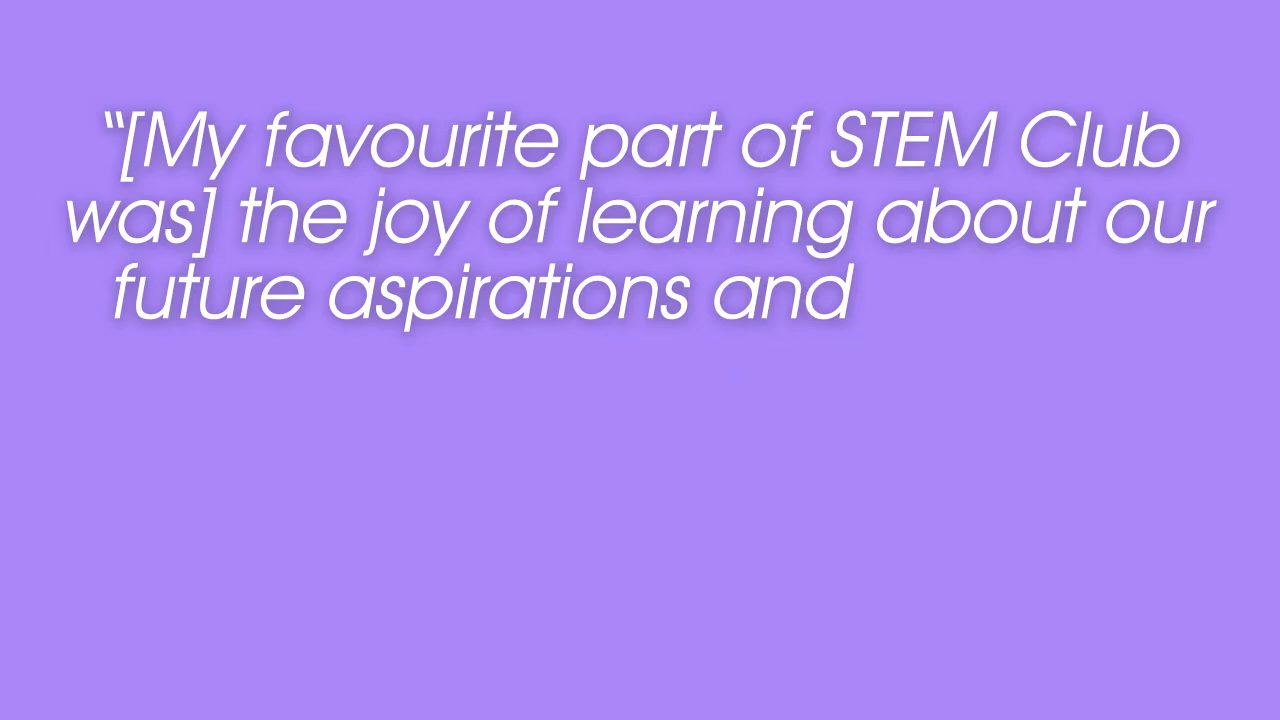 “[My favourite part of STEM Club
was] the joy of learning about our
future aspirations and